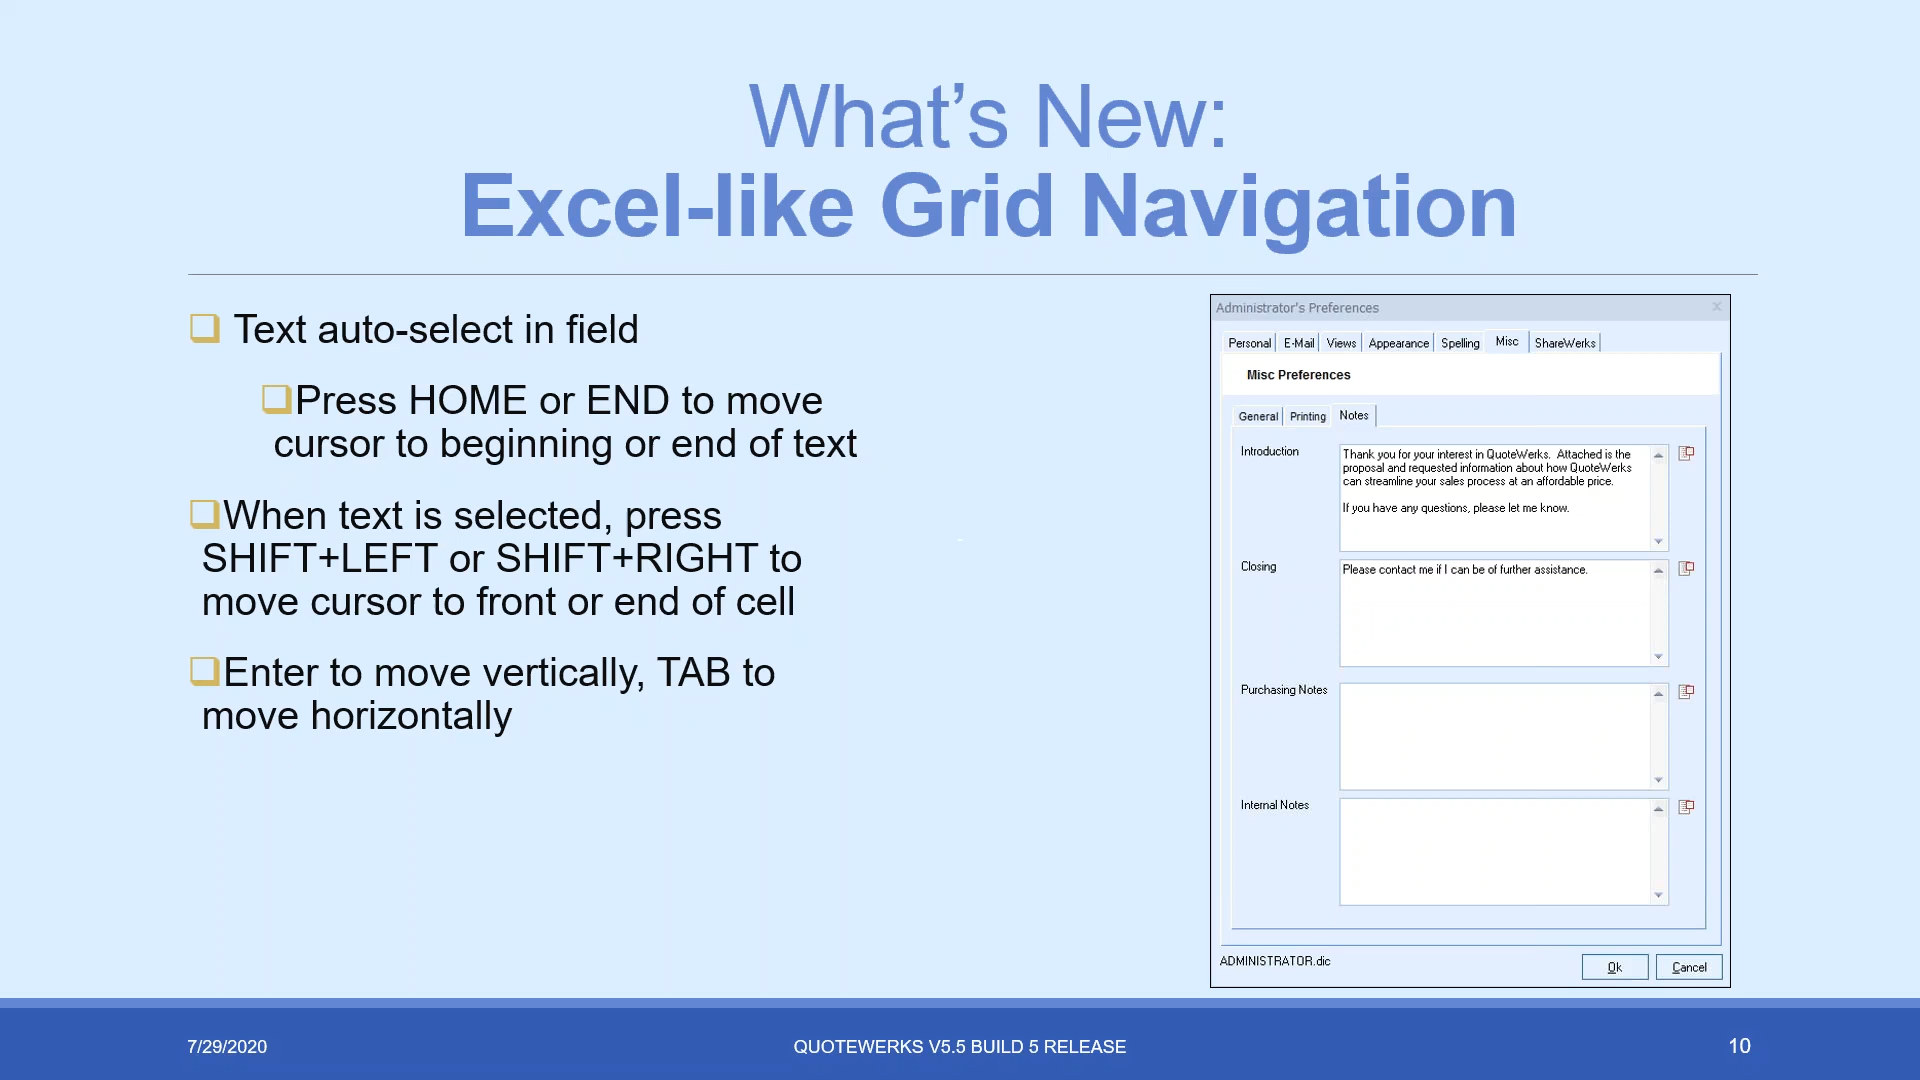 What’s New:
Excel-like Grid Navigation
Text auto-select in field
Press HOME or END to move
cursor to beginning or end of text
When text is selected, press
SHIFT+LEFT or SHIFT+RIGHT to
move cursor to front or end of cell
Enter to move vertically, TAB to
move horizontally
Administrator's Preferences
Personal E-Mail Views Appearance Spelling Misc ShareWerks
Misc Preferences
General Printing Notes
Introduction
Thank you for your interest in QuoteWerks. Attached is the
proposal and requested information about how QuoteWerks
can streamline your sales process at an affordable price.
If you have any questions, please let me know.
Closing
Please contact me if I can be of further assistance.
Purchasing Notes
Internal Notes
ADMINISTRATOR.dic
Ok Cancel
7/29/2020 QUOTEWERKS V5.5 BUILD 5 RELEASE 10